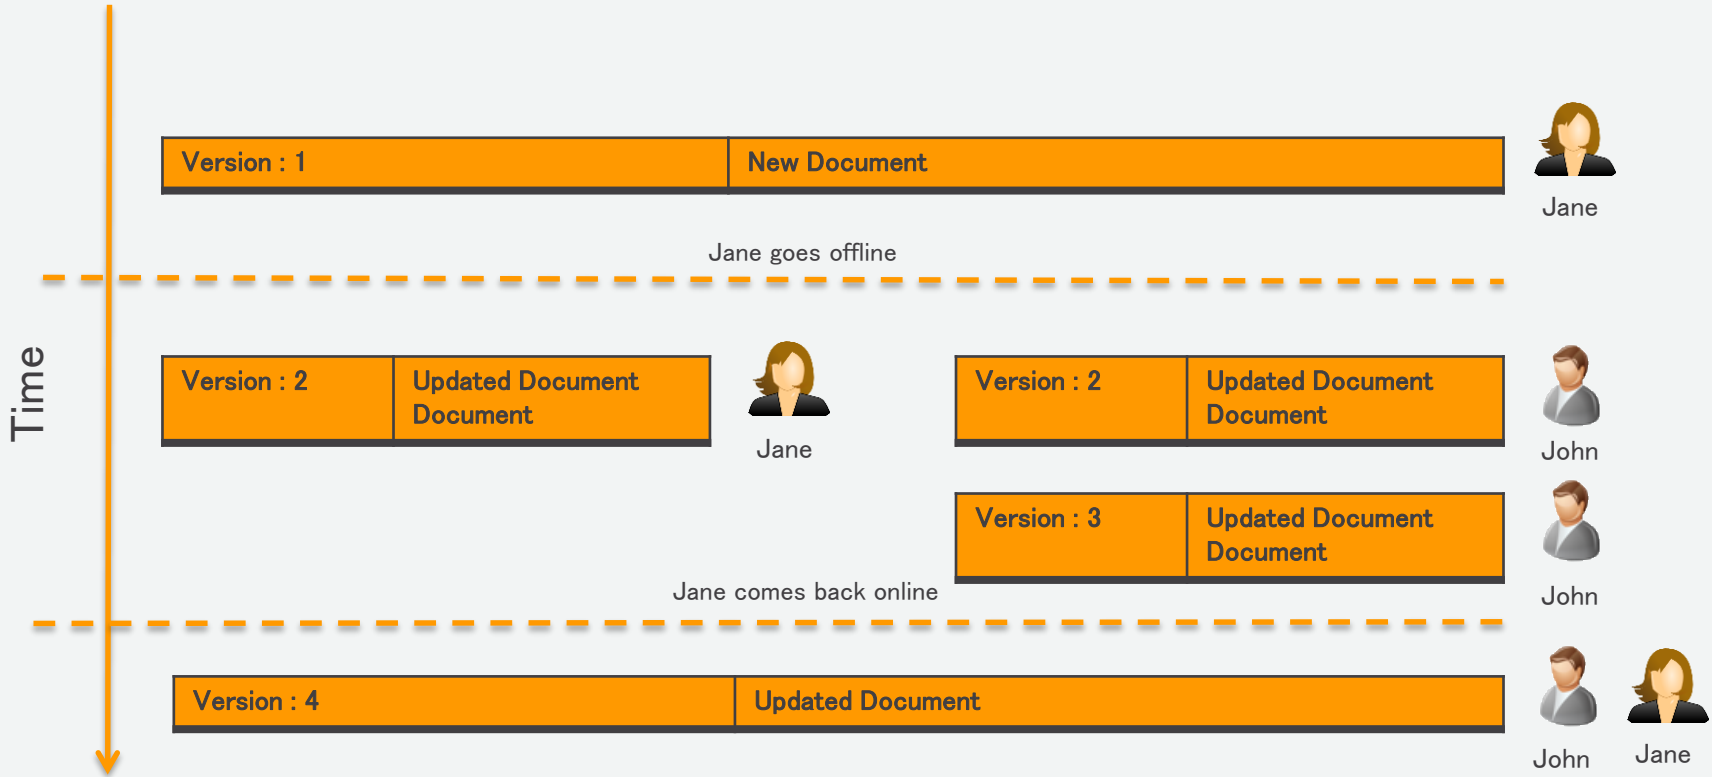 Version : 1
New Document
Jane
Jane goes offline
Time
Version : 2
Updated Document
Document
Jane
Version : 2
Updated Document
Document
John
Version : 3
Updated Document
Document
John
Jane comes back online
Version : 4
Updated Document
John
Jane